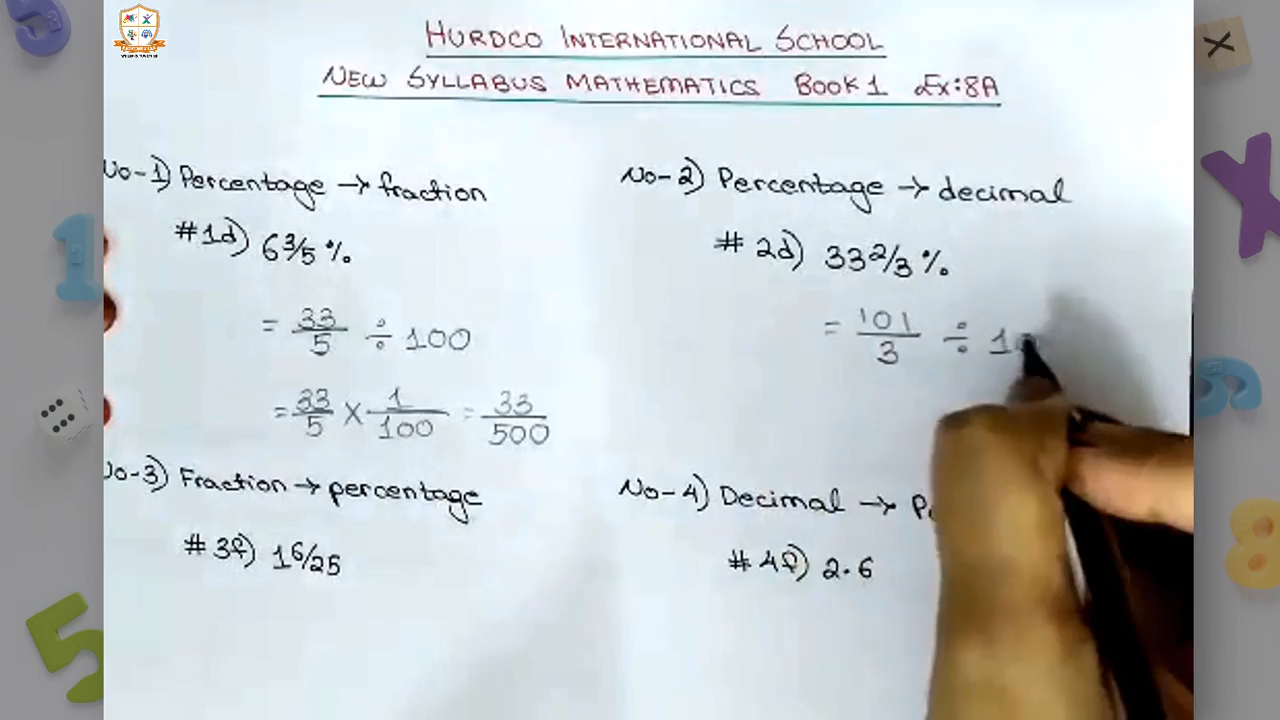 HURDCO INTERNATIONAL SCHOOL
NEW SYLLABUS MATHEMATICS BOOK 1 Ex:8A
No-1) Percentage → fraction
#1d) 6 3/5 %
= 33/5 ÷ 100
= 33/5 × 1/100 = 33/500
No-2) Percentage → decimal
# 2d) 33 2/3 %
= 101/3 ÷ 10
No-3) Fraction → percentage
# 3f) 1 6/25
No-4) Decimal → P
# 4f) 2.6